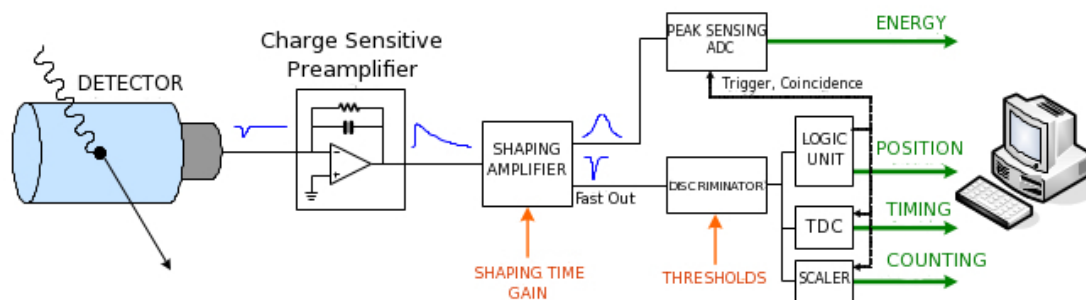 DETECTOR
Charge Sensitive
Preamplifier
SHAPING
AMPLIFIER
Fast Out
SHAPING TIME
GAIN
PEAK SENSING
ADC
ENERGY
Trigger, Coincidence
DISCRIMINATOR
THRESHOLDS
LOGIC
UNIT
POSITION
TDC
TIMING
SCALER
COUNTING